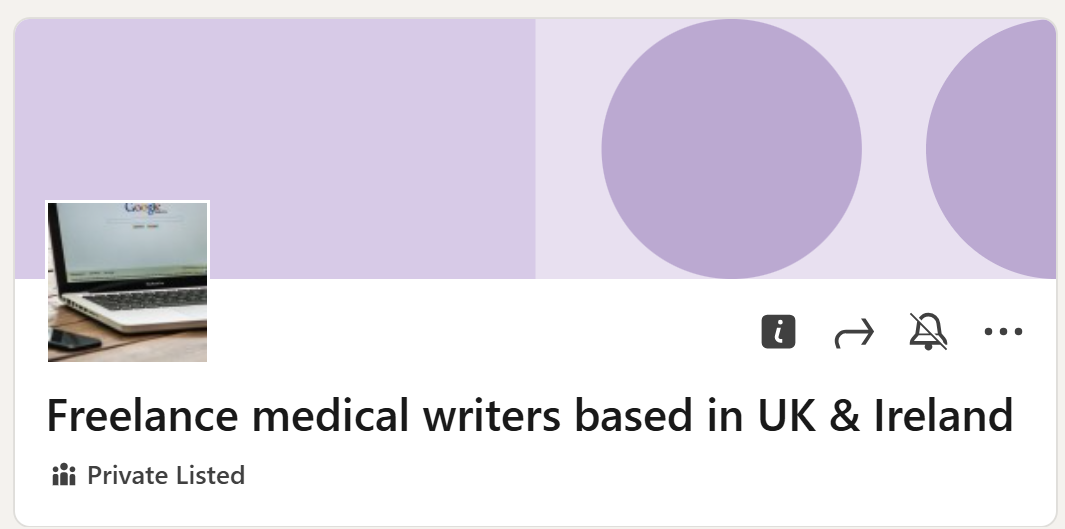 Google
Freelance medical writers based in UK & Ireland
Private Listed